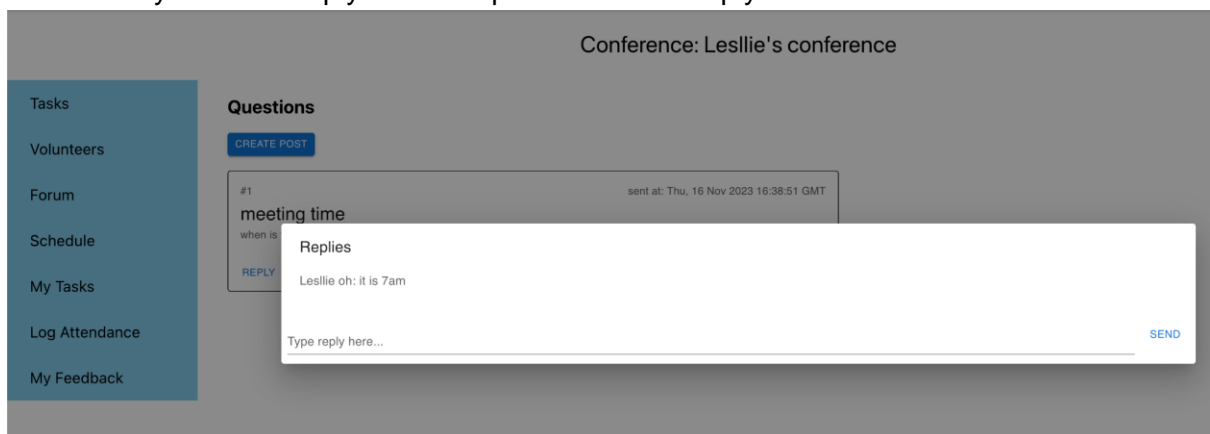 Conference: Lesllie's conference
Tasks
Volunteers
Forum
Schedule
My Tasks
Log Attendance
My Feedback
Questions
CREATE POST
#1 sent at: Thu, 16 Nov 2023 16:38:51 GMT
meeting time
when is
REPLY
Replies
Lesllie oh: it is 7am
Type reply here...
SEND